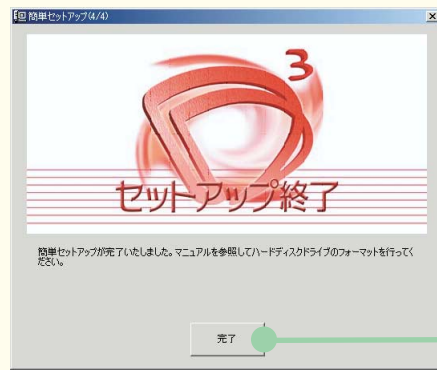 簡単セットアップ(4/4)
3
セットアップ終了
簡単セットアップが完了いたしました。マニュアルを参照してハードディスクドライブのフォーマットを行ってく
ださい。
完了